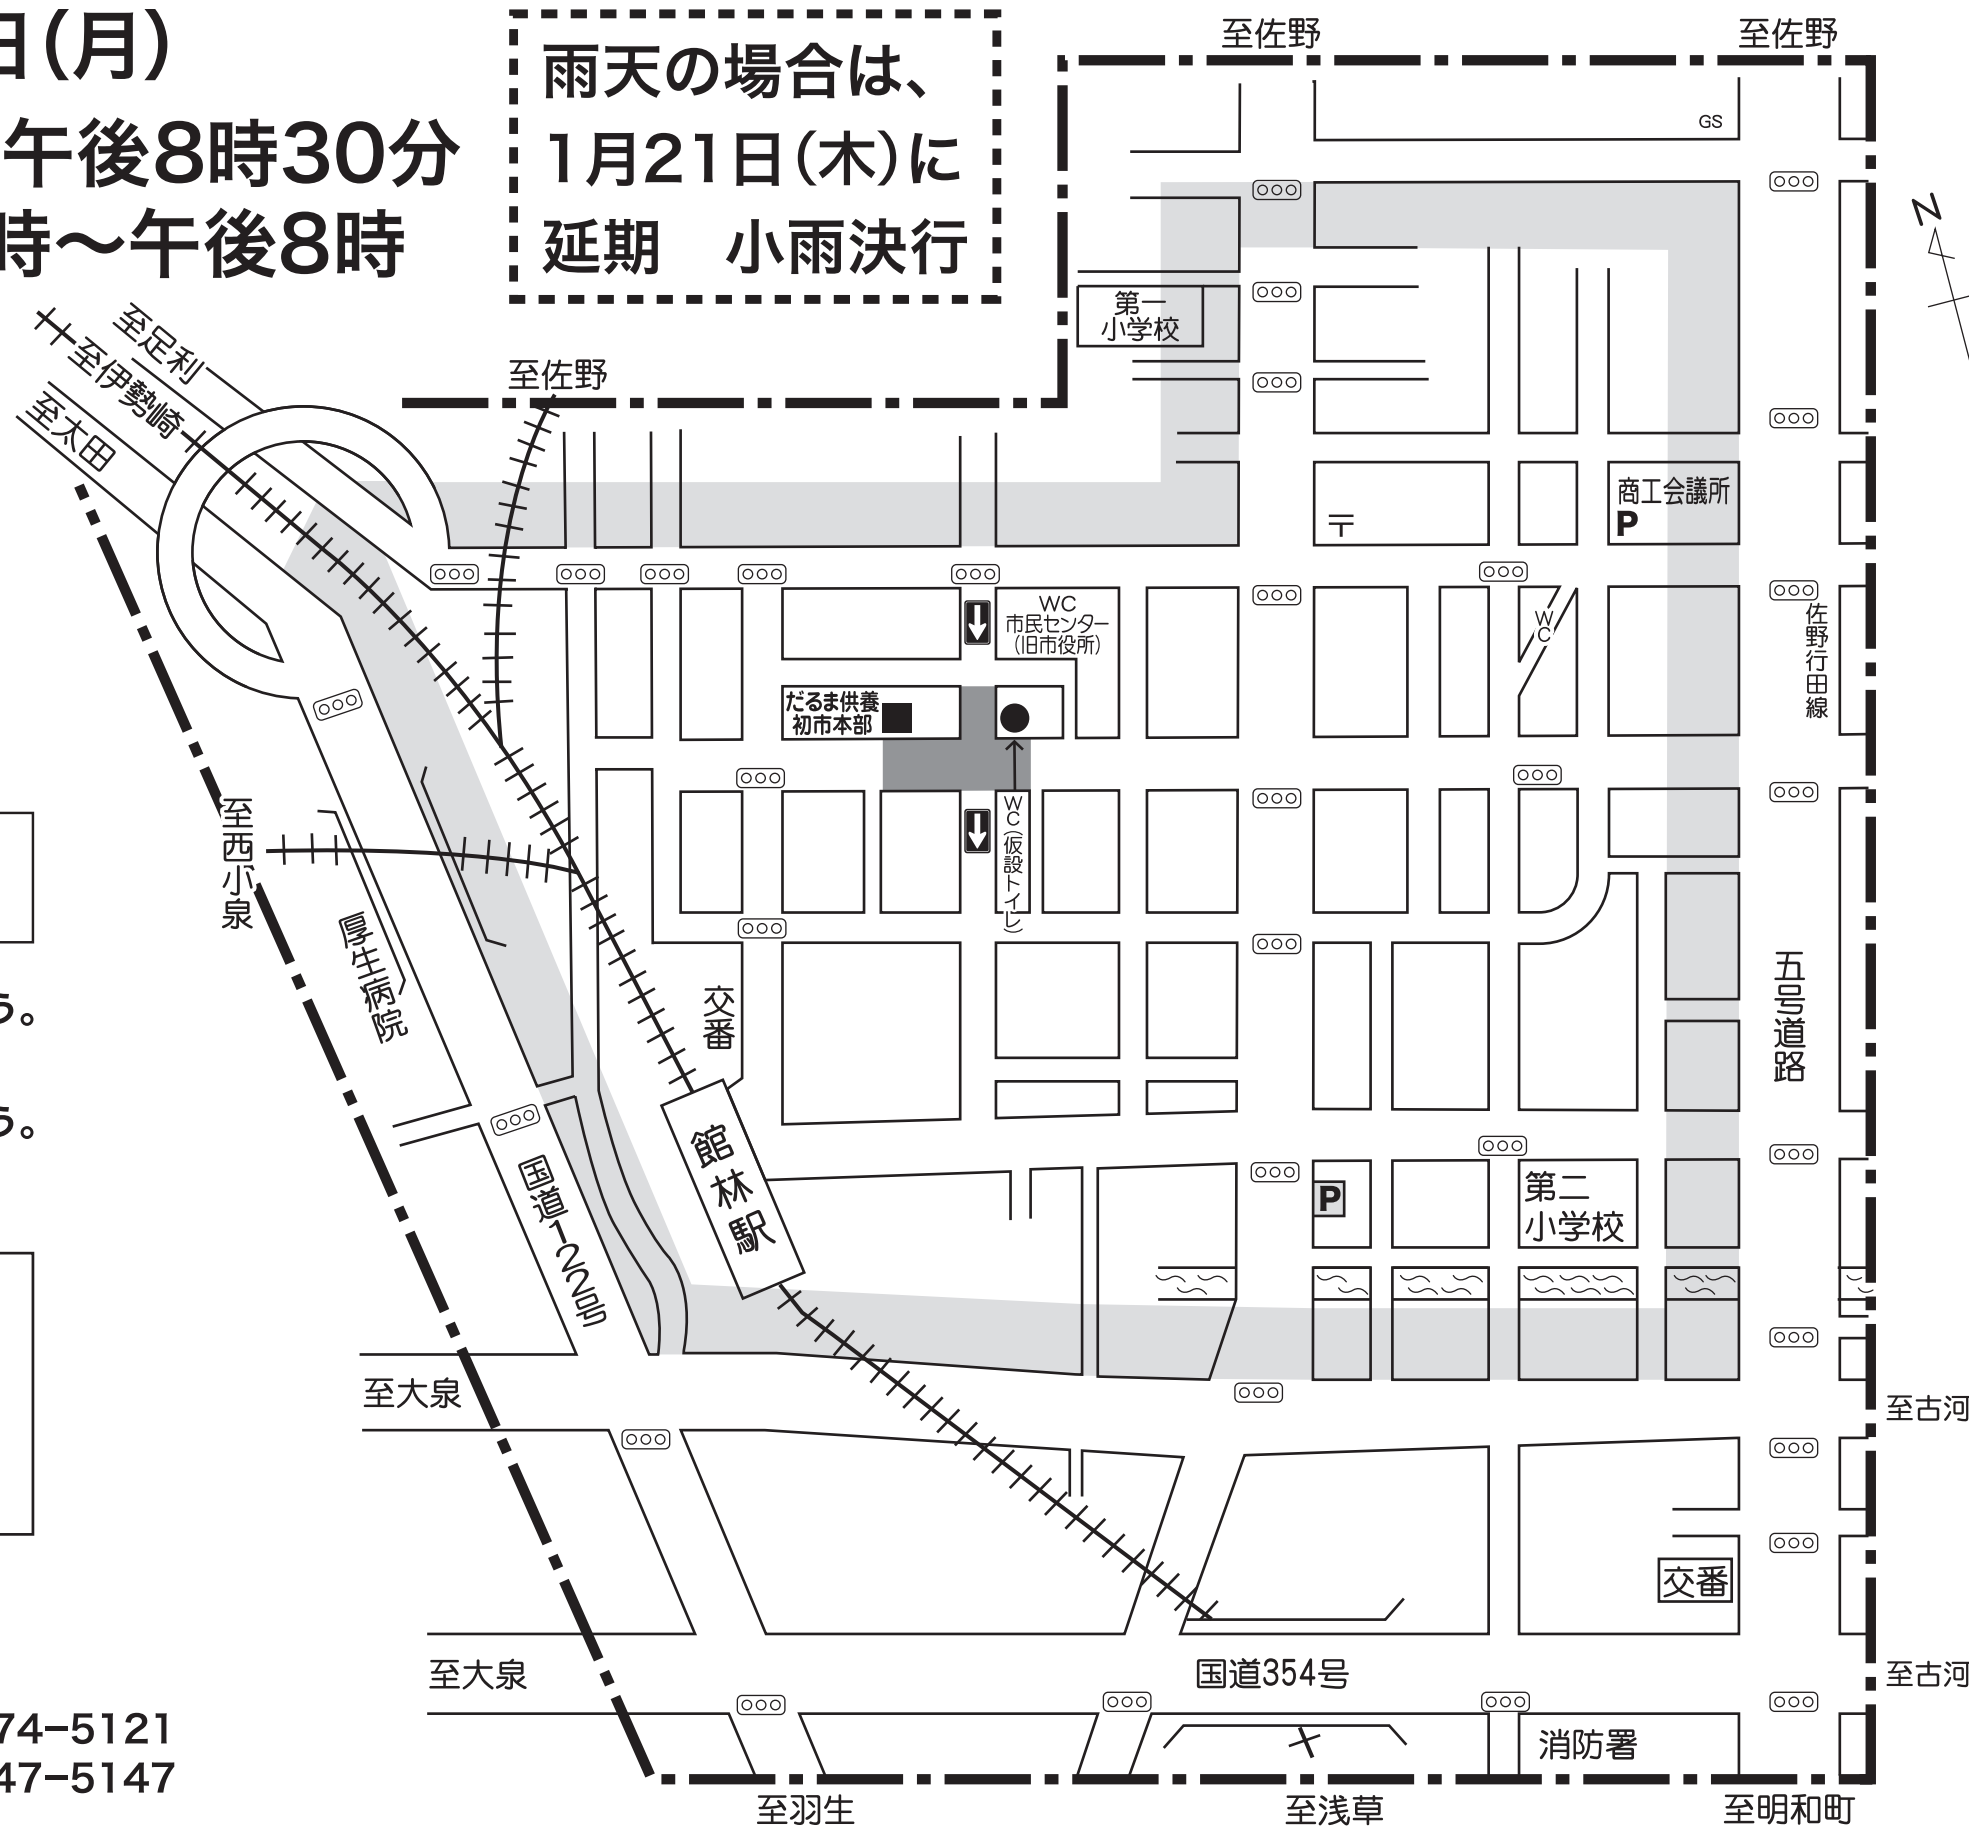 日(月)
午後8時30分
時〜午後8時
雨天の場合は、
1月21日(木)に
延期　小雨決行
至佐野
至佐野
GS
N
第一
小学校
至足利
至伊勢崎
至太田
至佐野
商工会議所
P
〒
WC
市民センター
(旧市役所)
WC
佐野行田線
だるま供養
初市本部
WC(仮設トイレ)
至西小泉
厚生病院
交番
五号道路
う。
う。
館林駅
国道122号
P
第二
小学校
至大泉
至古河
交番
至大泉
国道354号
至古河
74-5121
47-5147
消防署
至羽生
至浅草
至明和町